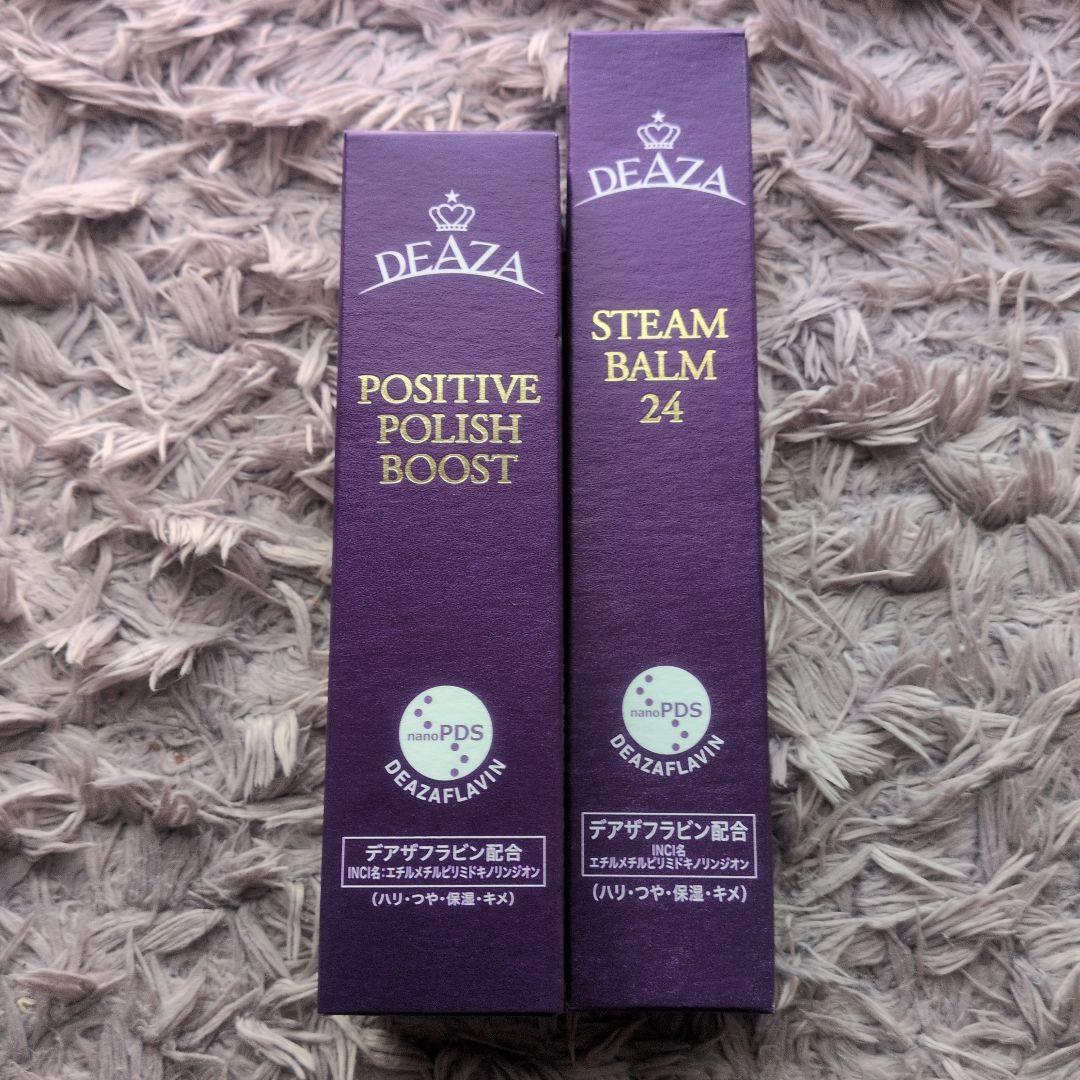 DEAZA
POSITIVE
POLISH
BOOST
nanoPDS
DEAZAFLAVIN
デアザフラビン配合
INCI名:エチルメチルピリミドキノリンジオン
(ハリ・つや・保湿・キメ)
DEAZA
STEAM
BALM
24
nanoPDS
DEAZAFLAVIN
デアザフラビン配合
INCI名
エチルメチルピリミドキノリンジオン
(ハリ・つや・保湿・キメ)